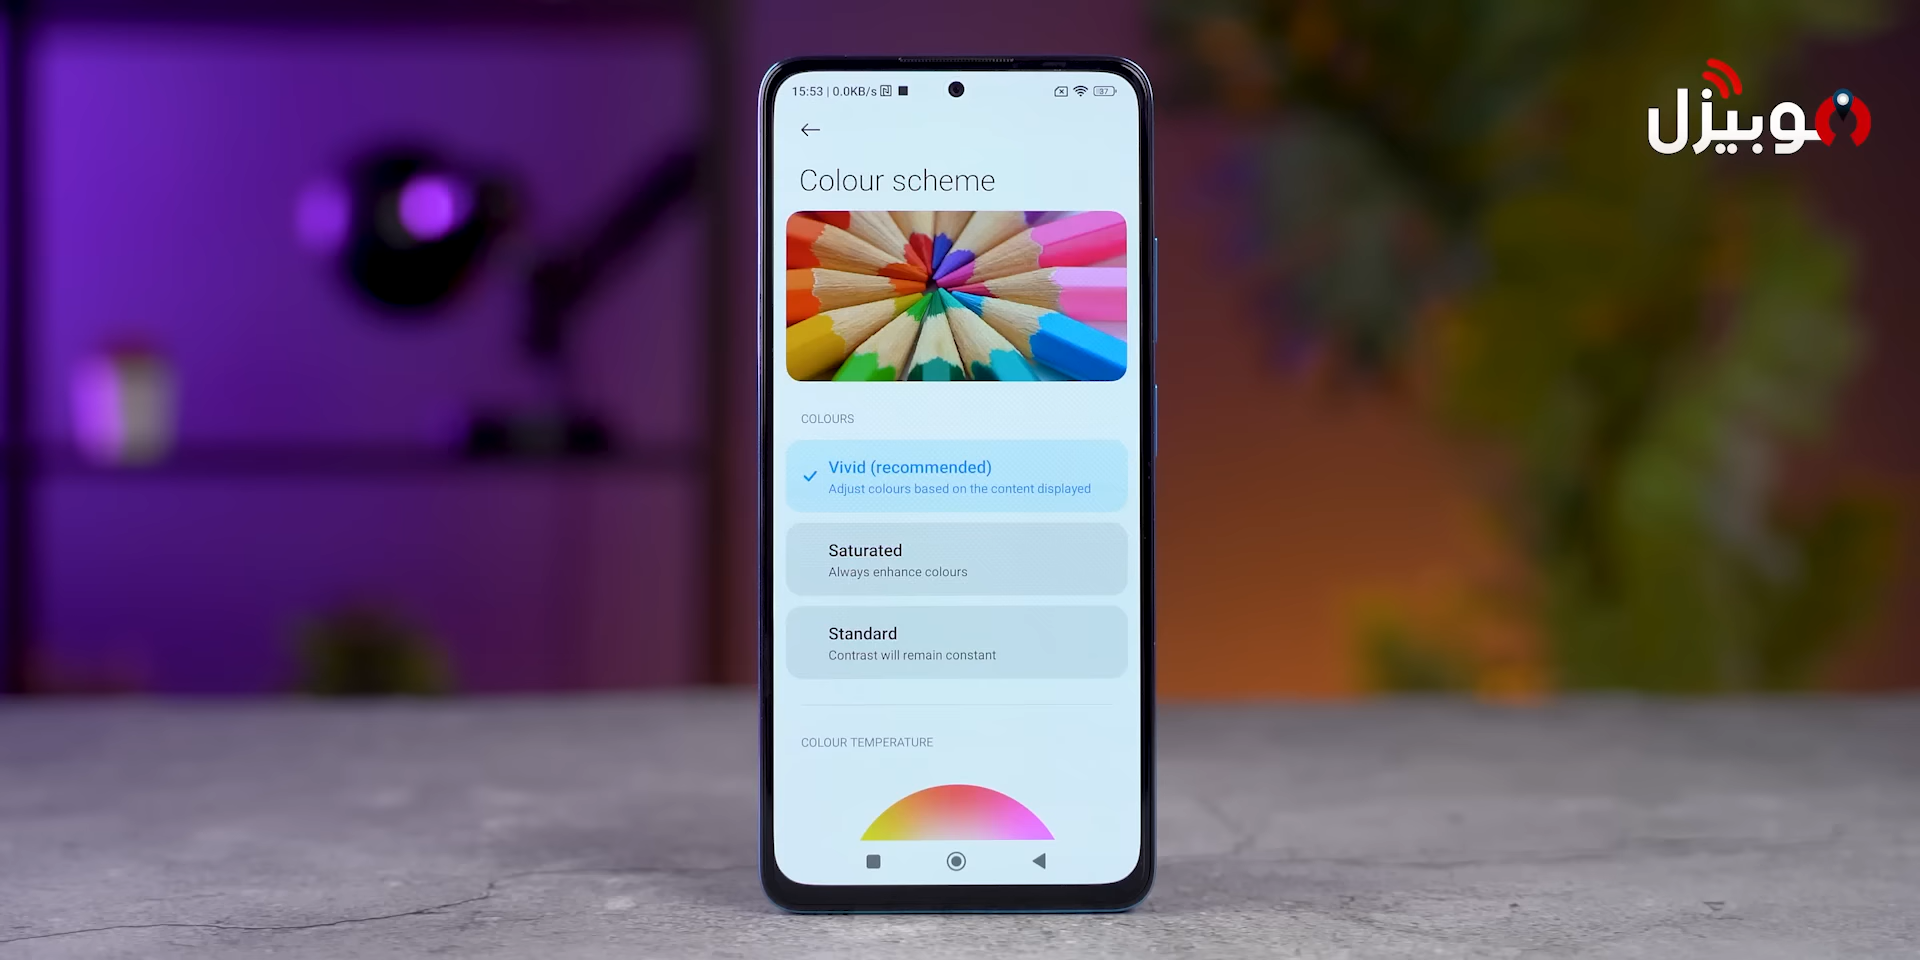 15:53 | 0.0KB/s
37
موبيزل
Colour scheme
COLOURS
Vivid (recommended)
Adjust colours based on the content displayed
Saturated
Always enhance colours
Standard
Contrast will remain constant
COLOUR TEMPERATURE